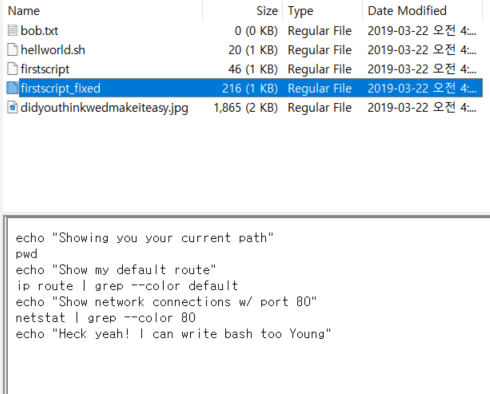 Name Size Type Date Modified
bob.txt 0 (0 KB) Regular File 2019-03-22 오전 4:...
hellworld.sh 20 (1 KB) Regular File 2019-03-22 오전 4:...
firstscript 46 (1 KB) Regular File 2019-03-22 오전 4:...
firstscript_fixed 216 (1 KB) Regular File 2019-03-22 오전 4:...
didyouthinkwedmakeiteasy.jpg 1,865 (2 KB) Regular File 2019-03-22 오전 4:...
echo "Showing you your current path"
pwd
echo "Show my default route"
ip route | grep --color default
echo "Show network connections w/ port 80"
netstat | grep --color 80
echo "Heck yeah! I can write bash too Young"